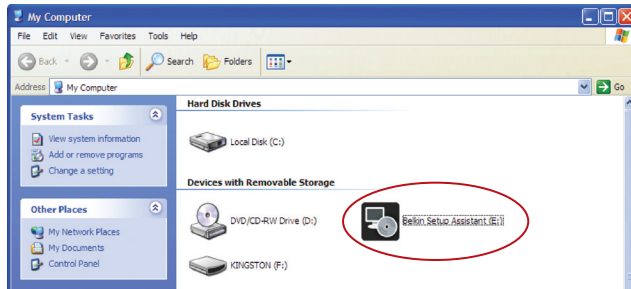 My Computer
File Edit View Favorites Tools Help
Back Search Folders
Address My Computer Go
System Tasks
View system information
Add or remove programs
Change a setting
Other Places
My Network Places
My Documents
Control Panel
Hard Disk Drives
Local Disk (C:)
Devices with Removable Storage
DVD/CD-RW Drive (D:)
Belkin Setup Assistant (E:)
KINGSTON (F:)